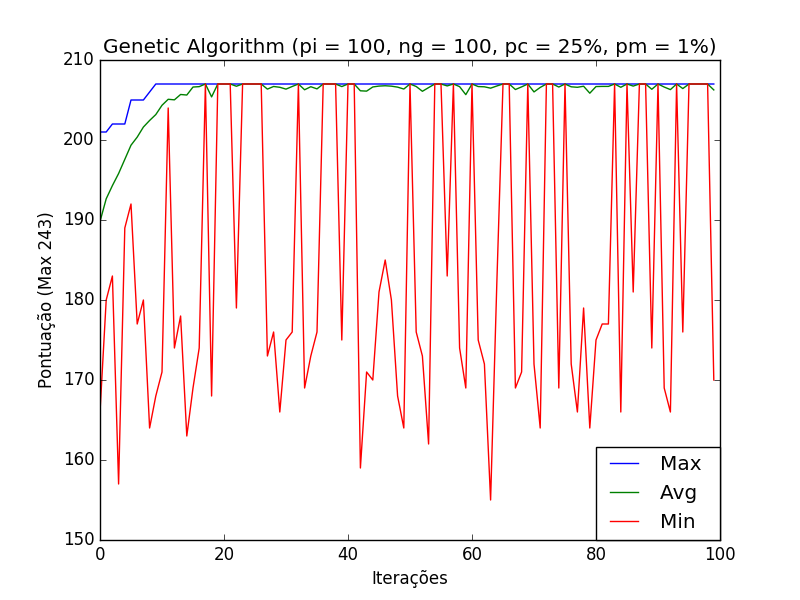 Genetic Algorithm (pi = 100, ng = 100, pc = 25%, pm = 1%)
210
200
190
180
170
160
150
Pontuação (Max 243)
Max
Avg
Min
0
20
40
60
80
100
Iterações